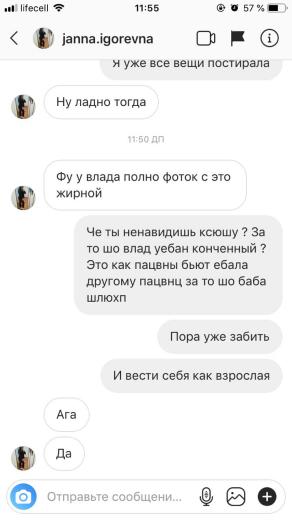 lifecell 11:55 57 %
janna.igorevna
Я уже все вещи постирала
Ну ладно тогда
11:50 ДП
Фу у влада полно фоток с это
жирной
Че ты ненавидишь ксюшу ? За
то шо влад уебан конченный ?
Это как пацвны бьют ебала
другому пацвнц за то шо баба
шлюхп
Пора уже забить
И вести себя как взрослая
Ага
Да
Отправьте сообщени...